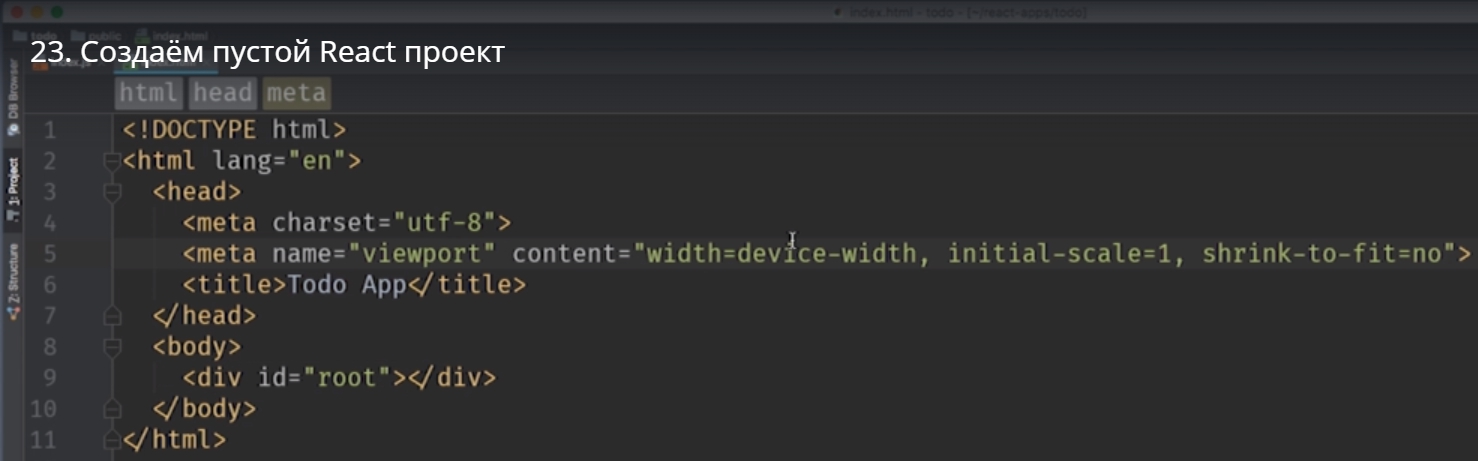 index.html - todo - [~/react-apps/todo]
todo public index.html
23. Создаём пустой React проект
index.js
html head meta
DB Browser
1: Project
Z: Structure
1 <!DOCTYPE html>
2 <html lang="en">
3 <head>
4 <meta charset="utf-8">
5 <meta name="viewport" content="width=device-width, initial-scale=1, shrink-to-fit=no">
6 <title>Todo App</title>
7 </head>
8 <body>
9 <div id="root"></div>
10 </body>
11 </html>